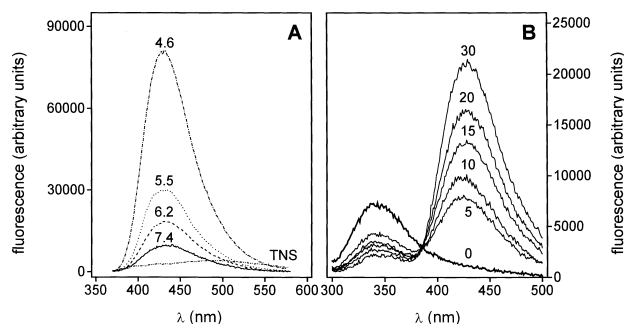 A
B
90000
60000
30000
0
fluorescence (arbitrary units)
4.6
5.5
6.2
7.4
TNS
350 400 450 500 550 600
λ (nm)
30
20
15
10
5
0
300 350 400 450 500
λ (nm)
25000
20000
15000
10000
5000
0
fluorescence (arbitrary units)